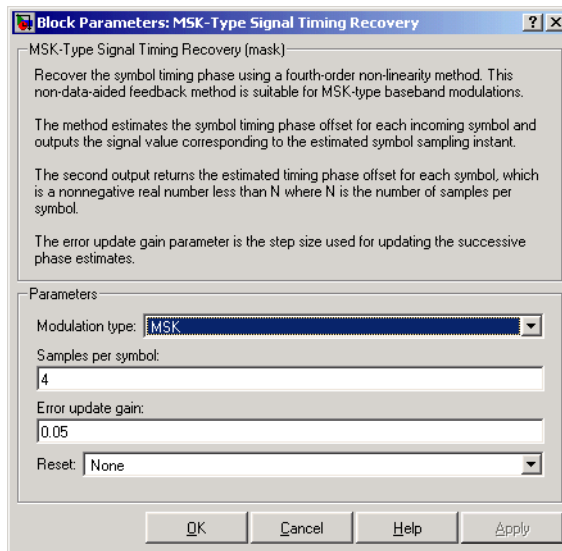 Block Parameters: MSK-Type Signal Timing Recovery
MSK-Type Signal Timing Recovery (mask)
Recover the symbol timing phase using a fourth-order non-linearity method. This
non-data-aided feedback method is suitable for MSK-type baseband modulations.
The method estimates the symbol timing phase offset for each incoming symbol and
outputs the signal value corresponding to the estimated symbol sampling instant.
The second output returns the estimated timing phase offset for each symbol, which
is a nonnegative real number less than N where N is the number of samples per
symbol.
The error update gain parameter is the step size used for updating the successive
phase estimates.
Parameters
Modulation type: MSK
Samples per symbol:
4
Error update gain:
0.05
Reset: None
OK Cancel Help Apply